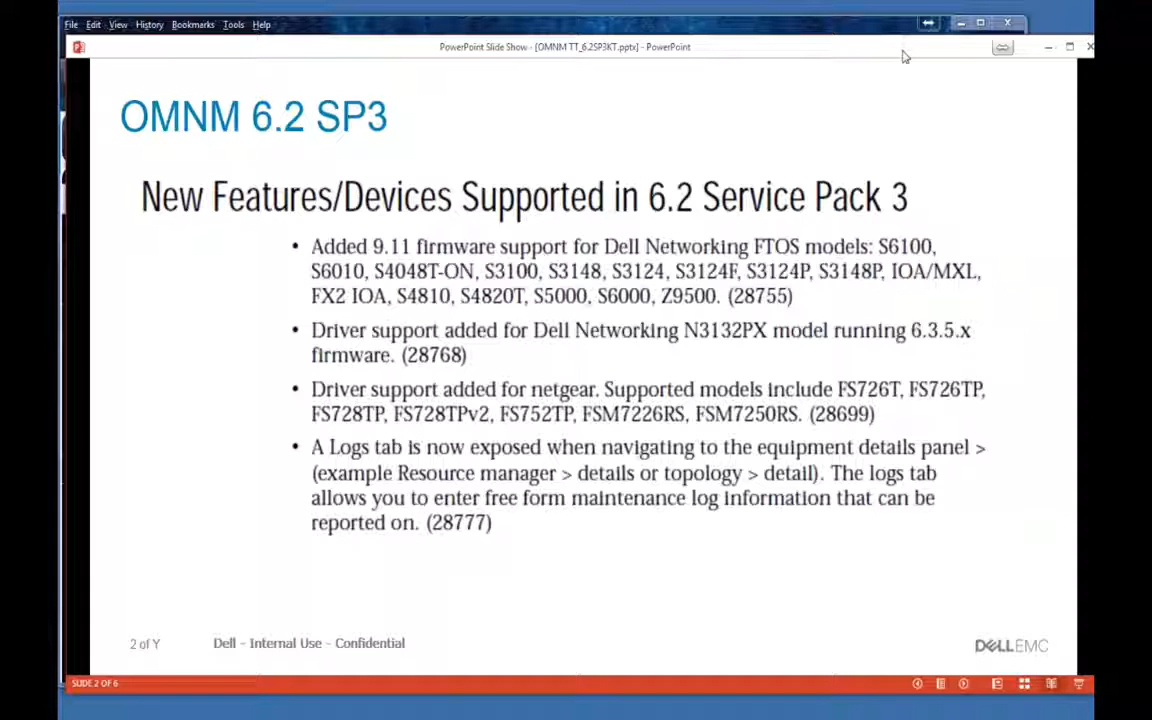 File Edit View History Bookmarks Tools Help
PowerPoint Slide Show - [OMNM TT_6.2SP3KT.pptx] - PowerPoint
OMNM 6.2 SP3
New Features/Devices Supported in 6.2 Service Pack 3
• Added 9.11 firmware support for Dell Networking FTOS models: S6100,
S6010, S4048T-ON, S3100, S3148, S3124, S3124F, S3124P, S3148P, IOA/MXL,
FX2 IOA, S4810, S4820T, S5000, S6000, Z9500. (28755)
• Driver support added for Dell Networking N3132PX model running 6.3.5.x
firmware. (28768)
• Driver support added for netgear. Supported models include FS726T, FS726TP,
FS728TP, FS728TPv2, FS752TP, FSM7226RS, FSM7250RS. (28699)
• A Logs tab is now exposed when navigating to the equipment details panel >
(example Resource manager > details or topology > detail). The logs tab
allows you to enter free form maintenance log information that can be
reported on. (28777)
2 of Y Dell - Internal Use - Confidential DELLEMC
SLIDE 2 OF 6